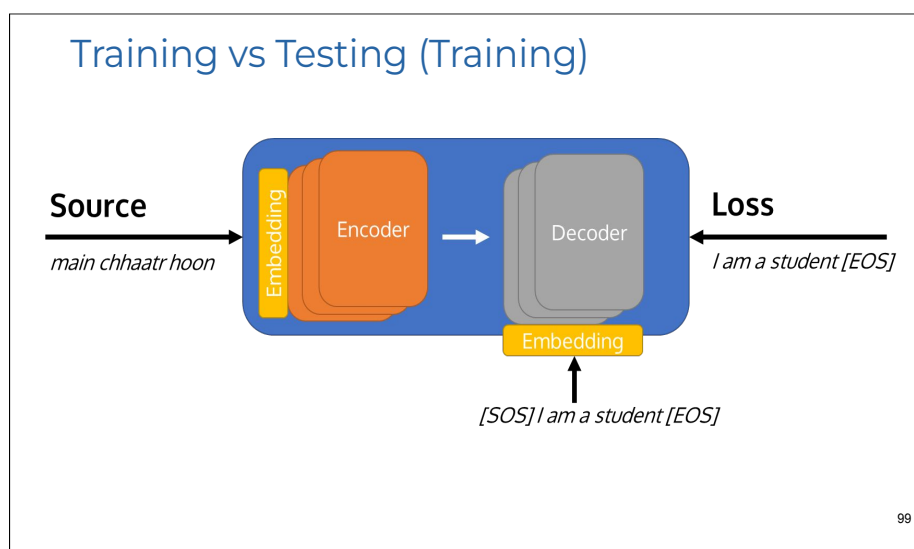 Training vs Testing (Training)
Source
main chhaatr hoon
Embedding
Encoder
Decoder
Embedding
[SOS] I am a student [EOS]
Loss
I am a student [EOS]
99